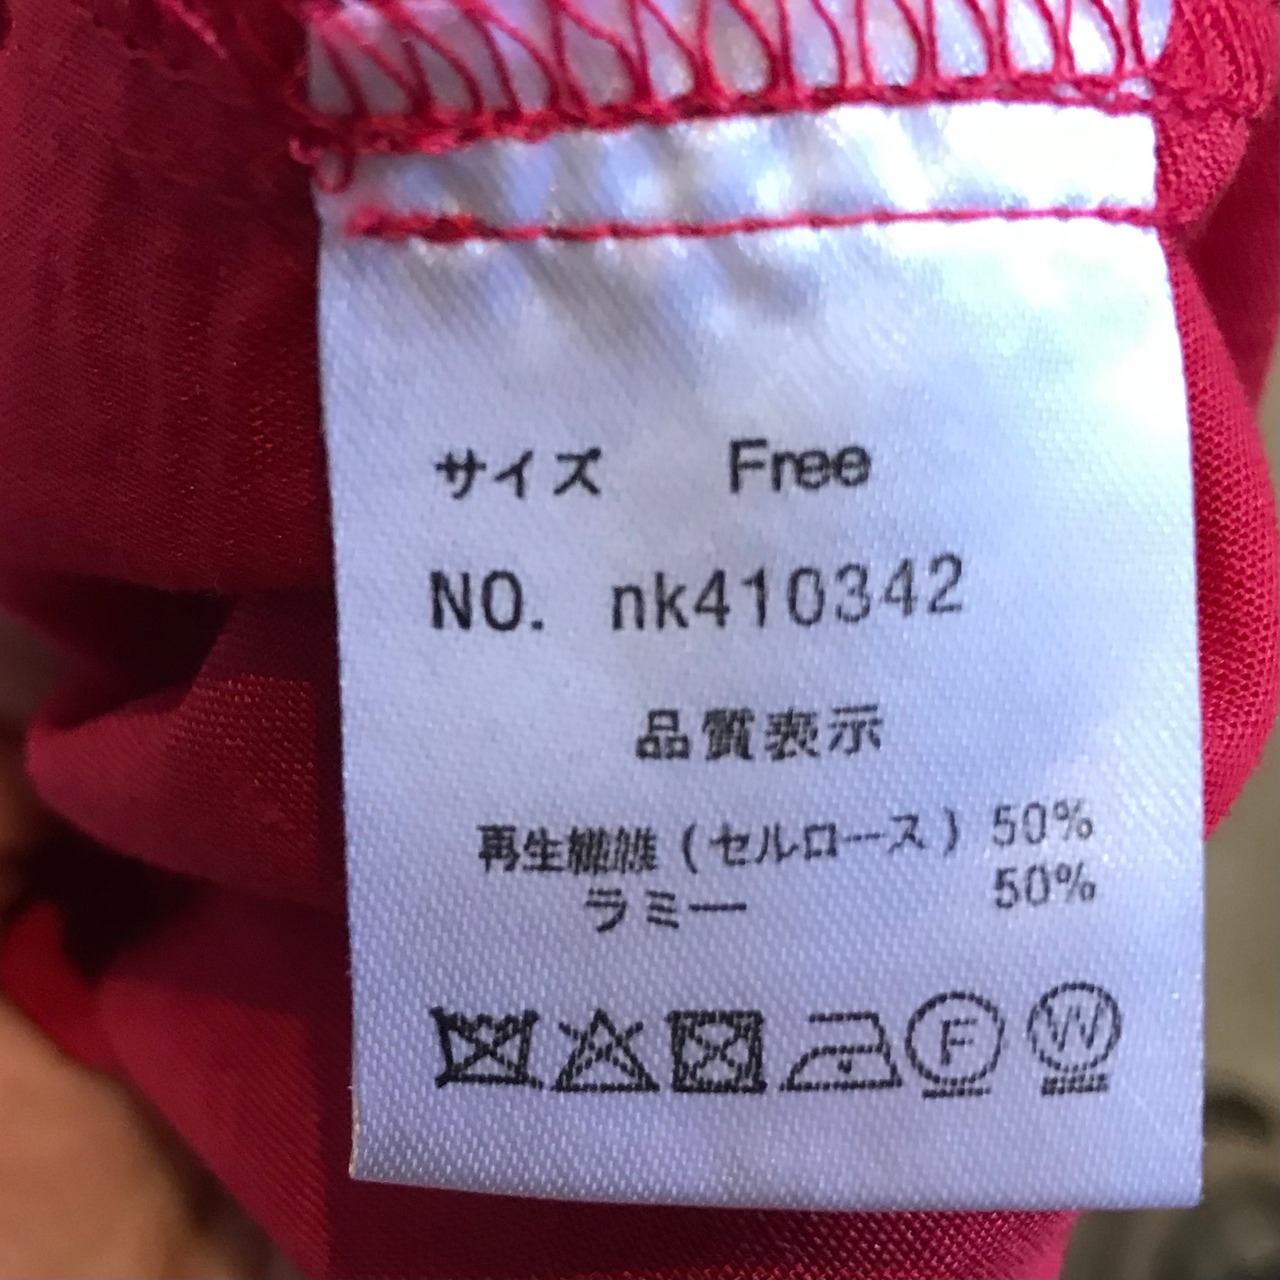 サイズ Free
NO. nk410342
品質表示
再生繊維(セルロース) 50%
ラミー 50%
F W